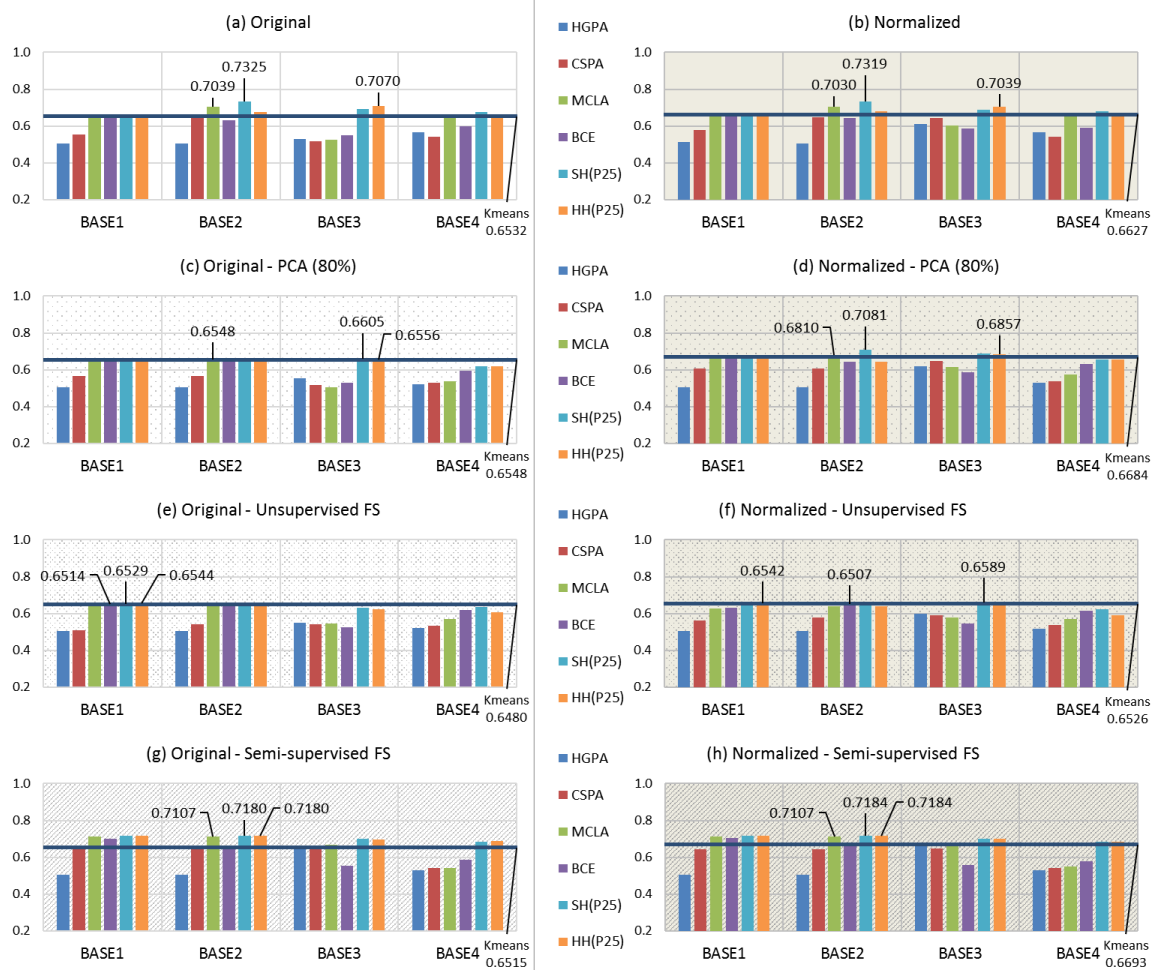 (a) Original
1.0
0.8
0.6
0.4
0.2
0.7039
0.7325
0.7070
BASE1
BASE2
BASE3
BASE4
Kmeans
0.6532
HGPA
CSPA
MCLA
BCE
SH(P25)
HH(P25)
(b) Normalized
1.0
0.8
0.6
0.4
0.2
0.7030
0.7319
0.7039
BASE1
BASE2
BASE3
BASE4
Kmeans
0.6627
(c) Original - PCA (80%)
1.0
0.8
0.6
0.4
0.2
0.6548
0.6605
0.6556
BASE1
BASE2
BASE3
BASE4
Kmeans
0.6548
HGPA
CSPA
MCLA
BCE
SH(P25)
HH(P25)
(d) Normalized - PCA (80%)
1.0
0.8
0.6
0.4
0.2
0.6810
0.7081
0.6857
BASE1
BASE2
BASE3
BASE4
Kmeans
0.6684
(e) Original - Unsupervised FS
1.0
0.8
0.6
0.4
0.2
0.6514
0.6529
0.6544
BASE1
BASE2
BASE3
BASE4
Kmeans
0.6480
HGPA
CSPA
MCLA
BCE
SH(P25)
HH(P25)
(f) Normalized - Unsupervised FS
1.0
0.8
0.6
0.4
0.2
0.6542
0.6507
0.6589
BASE1
BASE2
BASE3
BASE4
Kmeans
0.6526
(g) Original - Semi-supervised FS
1.0
0.8
0.6
0.4
0.2
0.7107
0.7180
0.7180
BASE1
BASE2
BASE3
BASE4
Kmeans
0.6515
HGPA
CSPA
MCLA
BCE
SH(P25)
HH(P25)
(h) Normalized - Semi-supervised FS
1.0
0.8
0.6
0.4
0.2
0.7107
0.7184
0.7184
BASE1
BASE2
BASE3
BASE4
Kmeans
0.6693